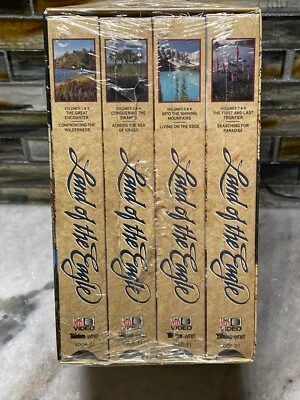 VOLUMES 1 & 2
THE GREAT
ENCOUNTER
CONFRONTING THE
WILDERNESS
Land of the Eagle
VIDEO
VOLUMES 3 & 4
CONQUERING THE
SWAMPS
ACROSS THE SEA
OF GRASS
Land of the Eagle
VIDEO
VOLUMES 5 & 6
INTO THE SHINING
MOUNTAINS
LIVING ON THE EDGE
Land of the Eagle
VIDEO
VOLUMES 7 & 8
THE FIRST AND LAST
FRONTIER
SEARCHING FOR
PARADISE
Land of the Eagle
VIDEO